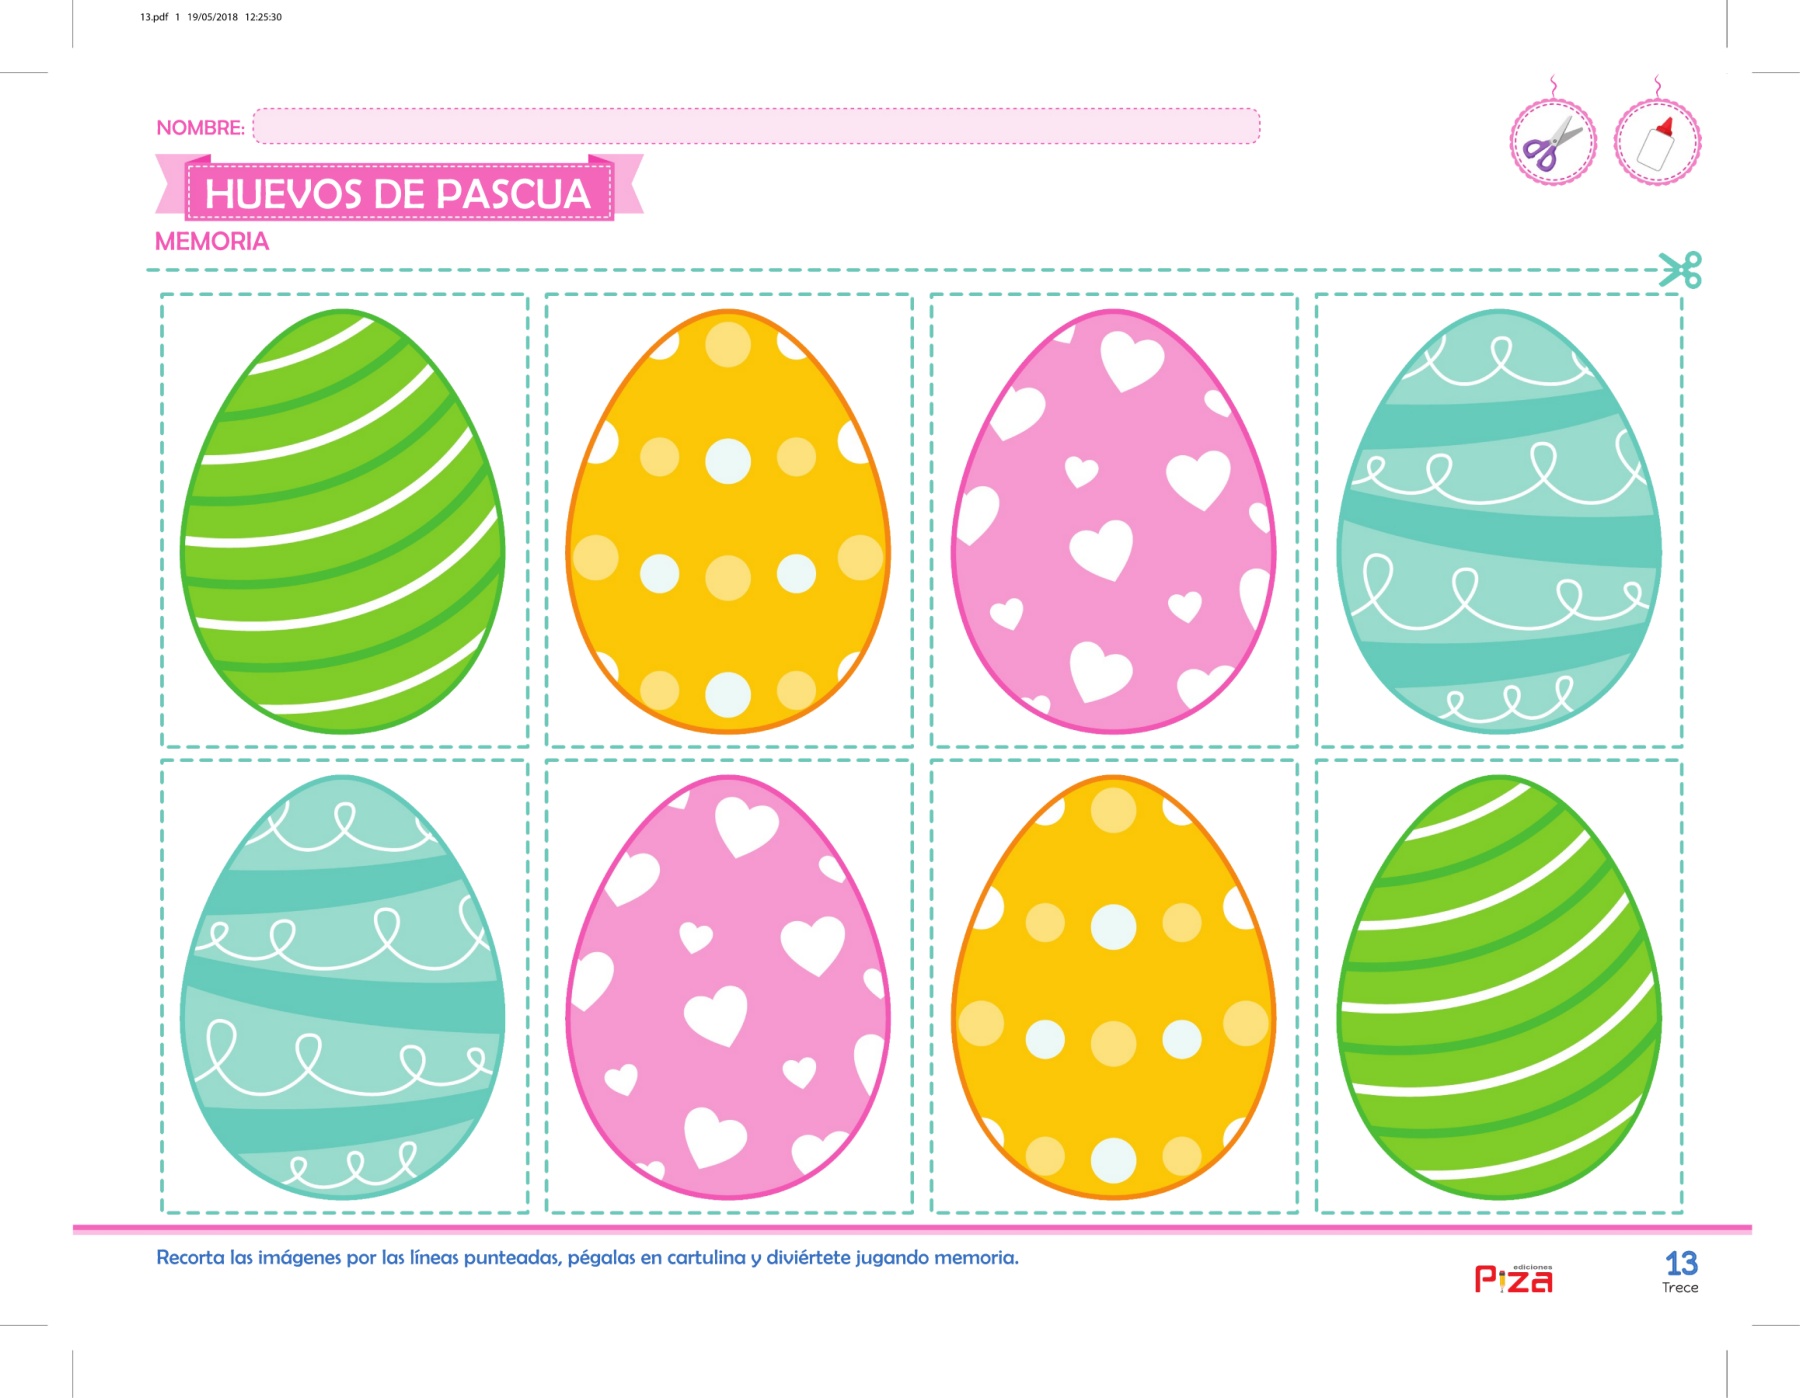 13.pdf 1 19/05/2018 12:25:30
NOMBRE:
HUEVOS DE PASCUA
MEMORIA
Recorta las imágenes por las líneas punteadas, pégalas en cartulina y diviértete jugando memoria.
ediciones
Piza
13
Trece